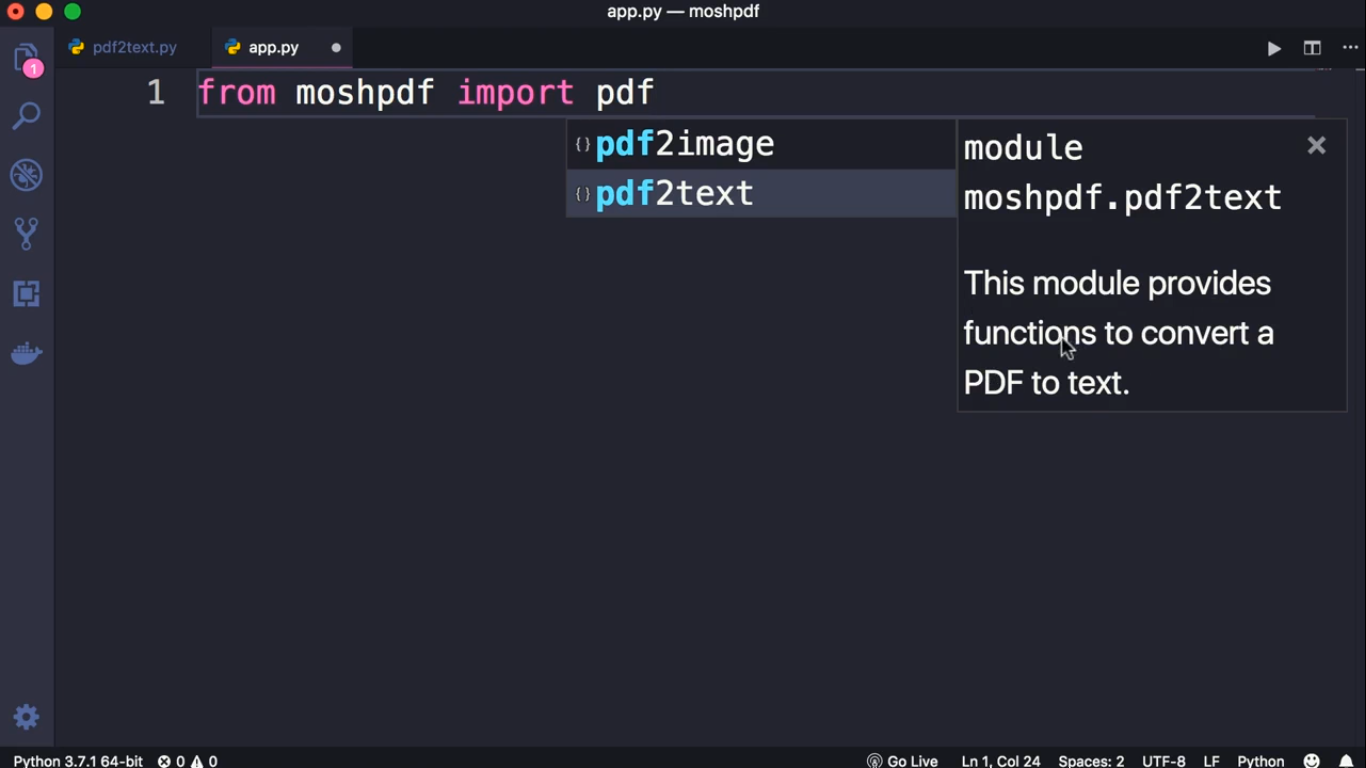 app.py — moshpdf
1
pdf2text.py
app.py
1 from moshpdf import pdf
pdf2image
pdf2text
module
moshpdf.pdf2text
This module provides
functions to convert a
PDF to text.
Python 3.7.1 64-bit 0 0 Go Live Ln 1, Col 24 Spaces: 2 UTF-8 LF Python